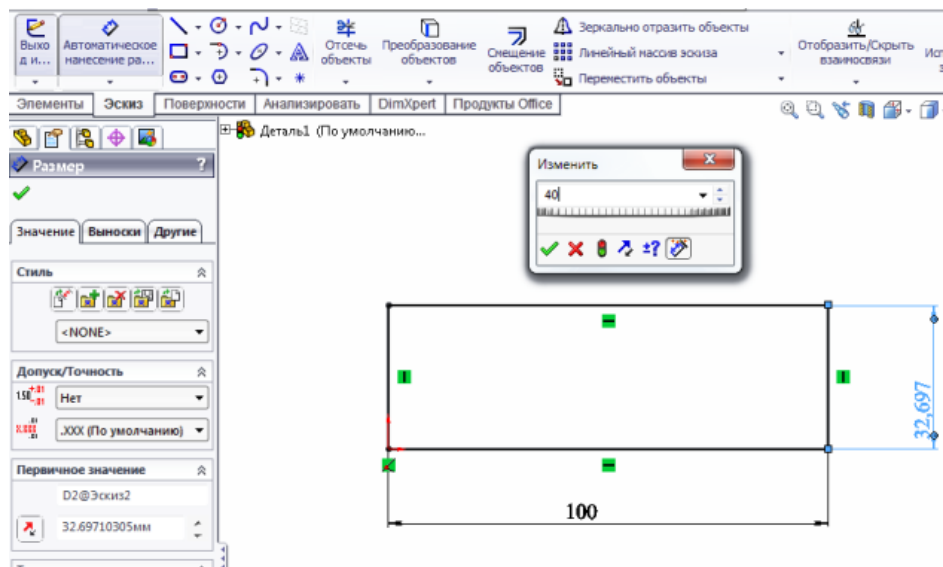 Выхо
д и...
Автоматическое
нанесение ра...
Отсечь
объекты
Преобразование
объектов
Смещение
объектов
Зеркально отразить объекты
Линейный массив эскиза
Переместить объекты
Отобразить/Скрыть
взаимосвязи
Элементы
Эскиз
Поверхности
Анализировать
DimXpert
Продукты Office
Деталь1 (По умолчанию...
Размер
?
Значение
Выноски
Другие
Стиль
<NONE>
Допуск/Точность
Нет
.XXX (По умолчанию)
Первичное значение
D2@Эскиз2
32.69710305мм
Изменить
40
±?
32,697
100